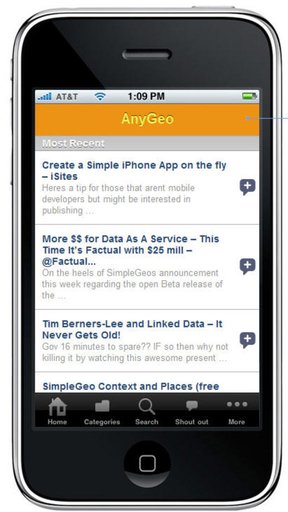 AT&T 1:09 PM
AnyGeo
Most Recent
Create a Simple iPhone App on the fly
– iSites
Heres a tip for those that arent mobile
developers but might be interested in
publishing ...
More $$ for Data As A Service – This
Time It's Factual with $25 mill –
@Factual...
On the heels of SimpleGeos announcement
this week regarding the open Beta release of
the ...
Tim Berners-Lee and Linked Data – It
Never Gets Old!
Gov 16 minutes to spare?? IF so then why not
killing it by watching this awesome present ...
SimpleGeo Context and Places (free
Home Categories Search Shout out More